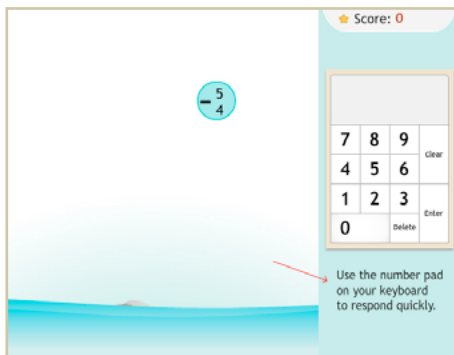 Score: 0
5
- 4
7 8 9 Clear
4 5 6
1 2 3 Enter
0 Delete
Use the number pad
on your keyboard
to respond quickly.